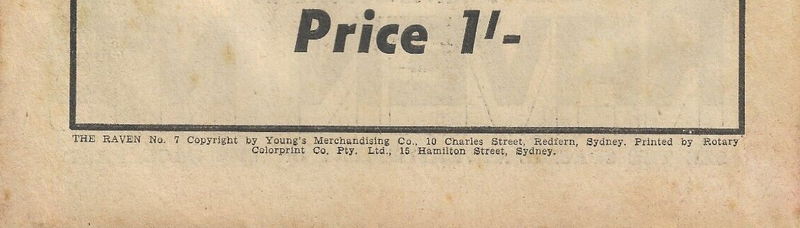 Price 1'-
THE RAVEN No. 7 Copyright by Young's Merchandising Co., 10 Charles Street, Redfern, Sydney. Printed by Rotary
Colorprint Co. Pty. Ltd., 15 Hamilton Street, Sydney.